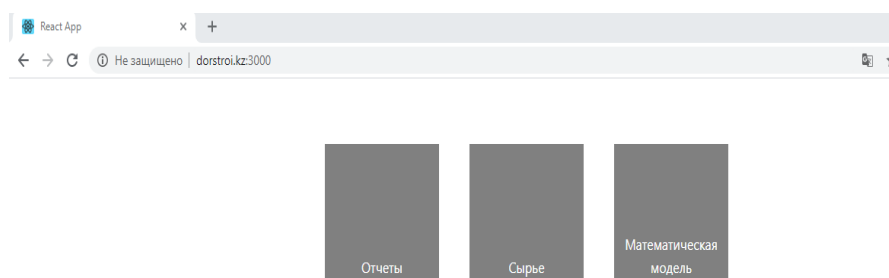 React App
Не защищено dorstroi.kz:3000
Отчеты
Сырье
Математическая
модель